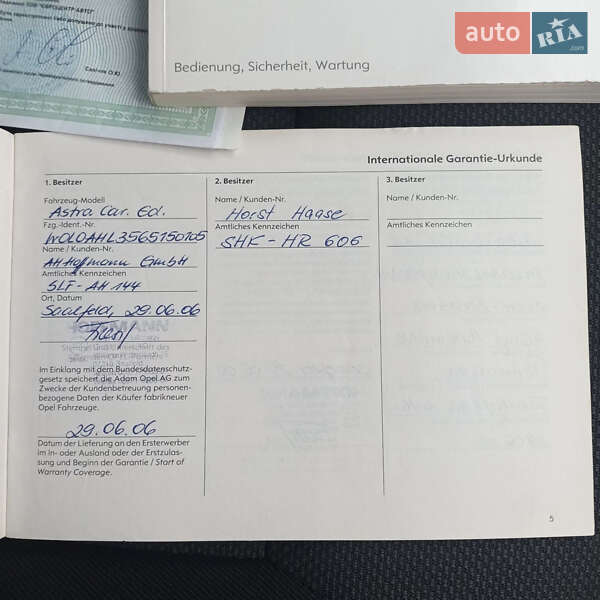 auto RIA .com
Bedienung, Sicherheit, Wartung
Internationale Garantie-Urkunde
1. Besitzer
Fahrzeug-Modell
Astra Car. Ed.
Fzg.-Ident.-Nr.
W0L0AHL3565150705
Name / Kunden-Nr.
AH Hofmann GmbH
Amtliches Kennzeichen
SLF-AH 144
Ort, Datum
Saalfeld, 29.06.06
Im Einklang mit dem Bundesdatenschutz-
gesetz speichert die Adam Opel AG zum
Zwecke der Kundenbetreuung personen-
bezogene Daten der Käufer fabrikneuer
Opel Fahrzeuge.
29.06.06
Datum der Lieferung an den Ersterwerber
im in- oder Ausland oder der Erstzulas-
sung und Beginn der Garantie / Start of
Warranty Coverage.
2. Besitzer
Name / Kunden-Nr.
Horst Haase
Amtliches Kennzeichen
SHK-HR 606
3. Besitzer
Name / Kunden-Nr.
Amtliches Kennzeichen
5